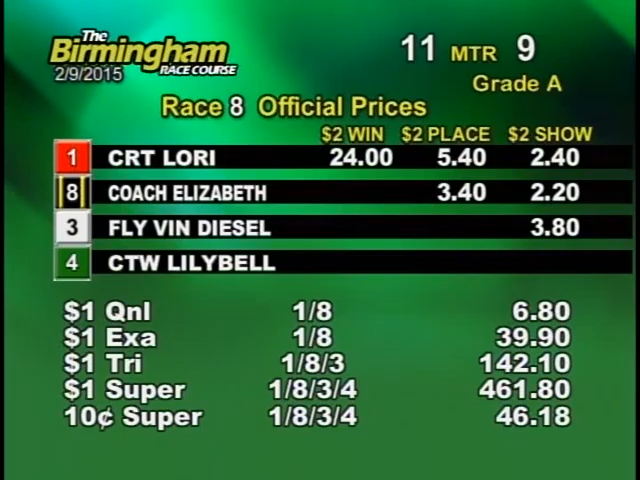 The
Birmingham
RACE COURSE
2/9/2015
11 MTR 9
Grade A
Race 8 Official Prices
$2 WIN $2 PLACE $2 SHOW
1 CRT LORI 24.00 5.40 2.40
8 COACH ELIZABETH 3.40 2.20
3 FLY VIN DIESEL 3.80
4 CTW LILYBELL
$1 Qnl 1/8 6.80
$1 Exa 1/8 39.90
$1 Tri 1/8/3 142.10
$1 Super 1/8/3/4 461.80
10¢ Super 1/8/3/4 46.18